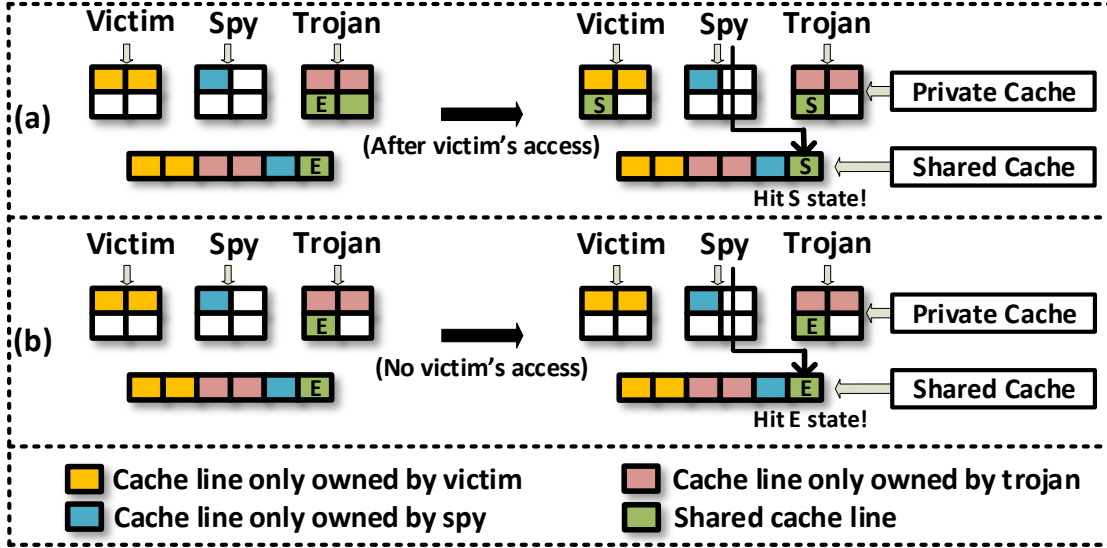 Victim Spy Trojan Victim Spy Trojan
E S S Private Cache
(a)
(After victim's access)
E S Shared Cache
Hit S state!
Victim Spy Trojan Victim Spy Trojan
E E Private Cache
(b)
(No victim's access)
E E Shared Cache
Hit E state!
Cache line only owned by victim Cache line only owned by trojan
Cache line only owned by spy Shared cache line